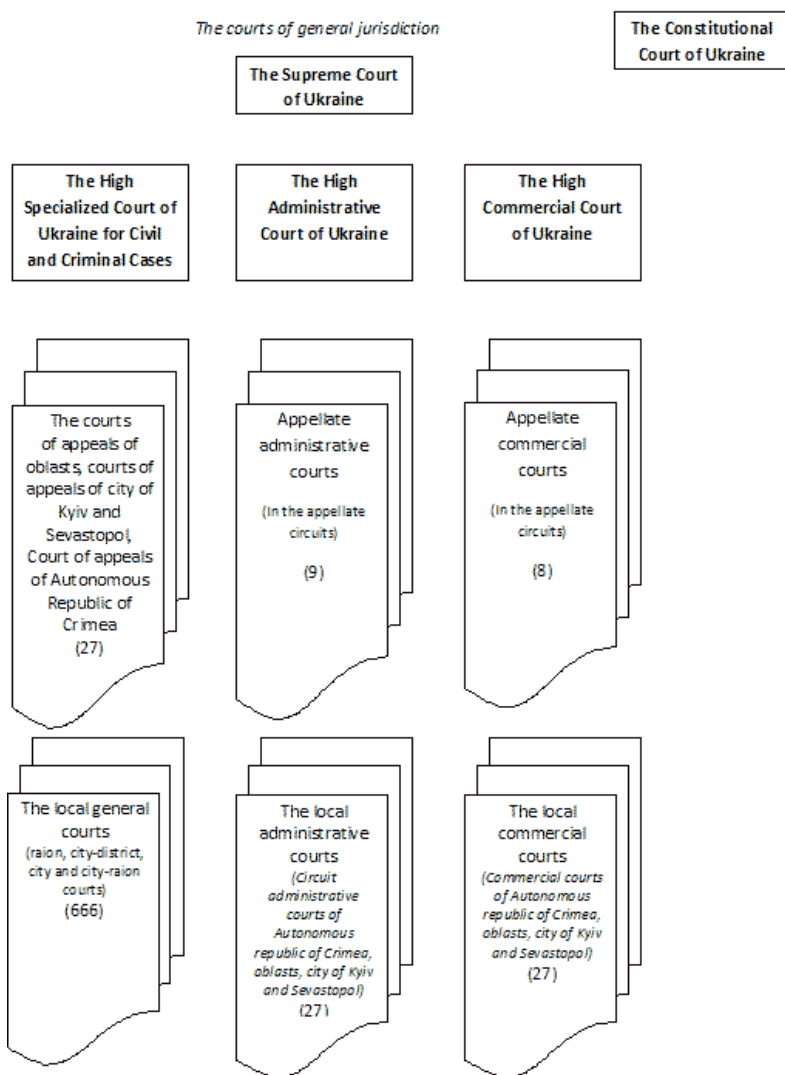 The courts of general jurisdiction
The Constitutional
Court of Ukraine
The Supreme Court
of Ukraine
The High
Specialized Court of
Ukraine for Civil
and Criminal Cases
The High
Administrative
Court of Ukraine
The High
Commercial Court
of Ukraine
The courts
of appeals of
oblasts, courts of
appeals of city of
Kyiv and
Sevastopol,
Court of appeals
of Autonomous
Republic of
Crimea
(27)
Appellate
administrative
courts
(In the appellate
circuits)
(9)
Appellate
commercial
courts
(In the appellate
circuits)
(8)
The local general
courts
(raion, city-district,
city and city-raion
courts)
(666)
The local
administrative
courts
(Circuit
administrative
courts of
Autonomous
republic of Crimea,
oblasts, city of Kyiv
and Sevastopol)
(27)
The local
commercial
courts
(Commercial courts
of Autonomous
republic of Crimea,
oblasts, city of Kyiv
and Sevastopol)
(27)